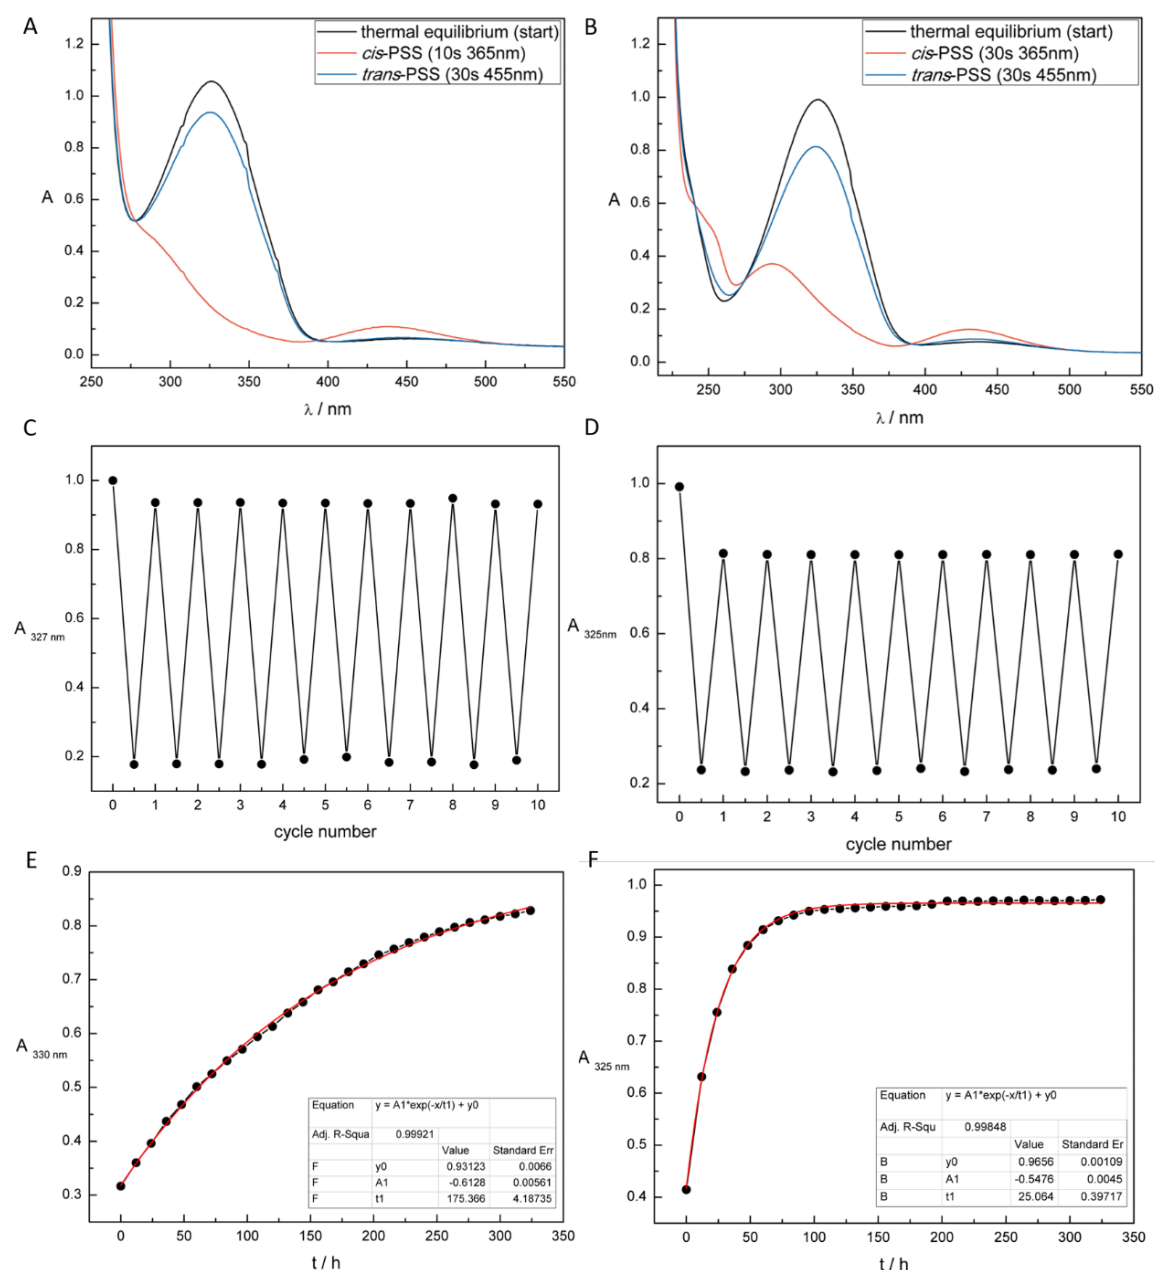 A
thermal equilibrium (start)
cis-PSS (10s 365nm)
trans-PSS (30s 455nm)
1.2
1.0
0.8
0.6
0.4
0.2
0.0
A
250 300 350 400 450 500 550
λ / nm
B
thermal equilibrium (start)
cis-PSS (30s 365nm)
trans-PSS (30s 455nm)
1.2
1.0
0.8
0.6
0.4
0.2
0.0
A
250 300 350 400 450 500 550
λ / nm
C
1.0
0.8
0.6
0.4
0.2
A 327 nm
0 1 2 3 4 5 6 7 8 9 10
cycle number
D
1.0
0.8
0.6
0.4
0.2
A 325nm
0 1 2 3 4 5 6 7 8 9 10
cycle number
E
0.9
0.8
0.7
0.6
0.5
0.4
0.3
A 330 nm
Equation y = A1*exp(-x/t1) + y0
Adj. R-Squa 0.99921
Value Standard Err
F y0 0.93123 0.0066
F A1 -0.6128 0.00561
F t1 175.366 4.18735
0 50 100 150 200 250 300 350
t / h
F
1.0
0.9
0.8
0.7
0.6
0.5
0.4
A 325 nm
Equation y = A1*exp(-x/t1) + y0
Adj. R-Squ 0.99848
Value Standard Er
B y0 0.9656 0.00109
B A1 -0.5476 0.0045
B t1 25.064 0.39717
0 50 100 150 200 250 300 350
t / h